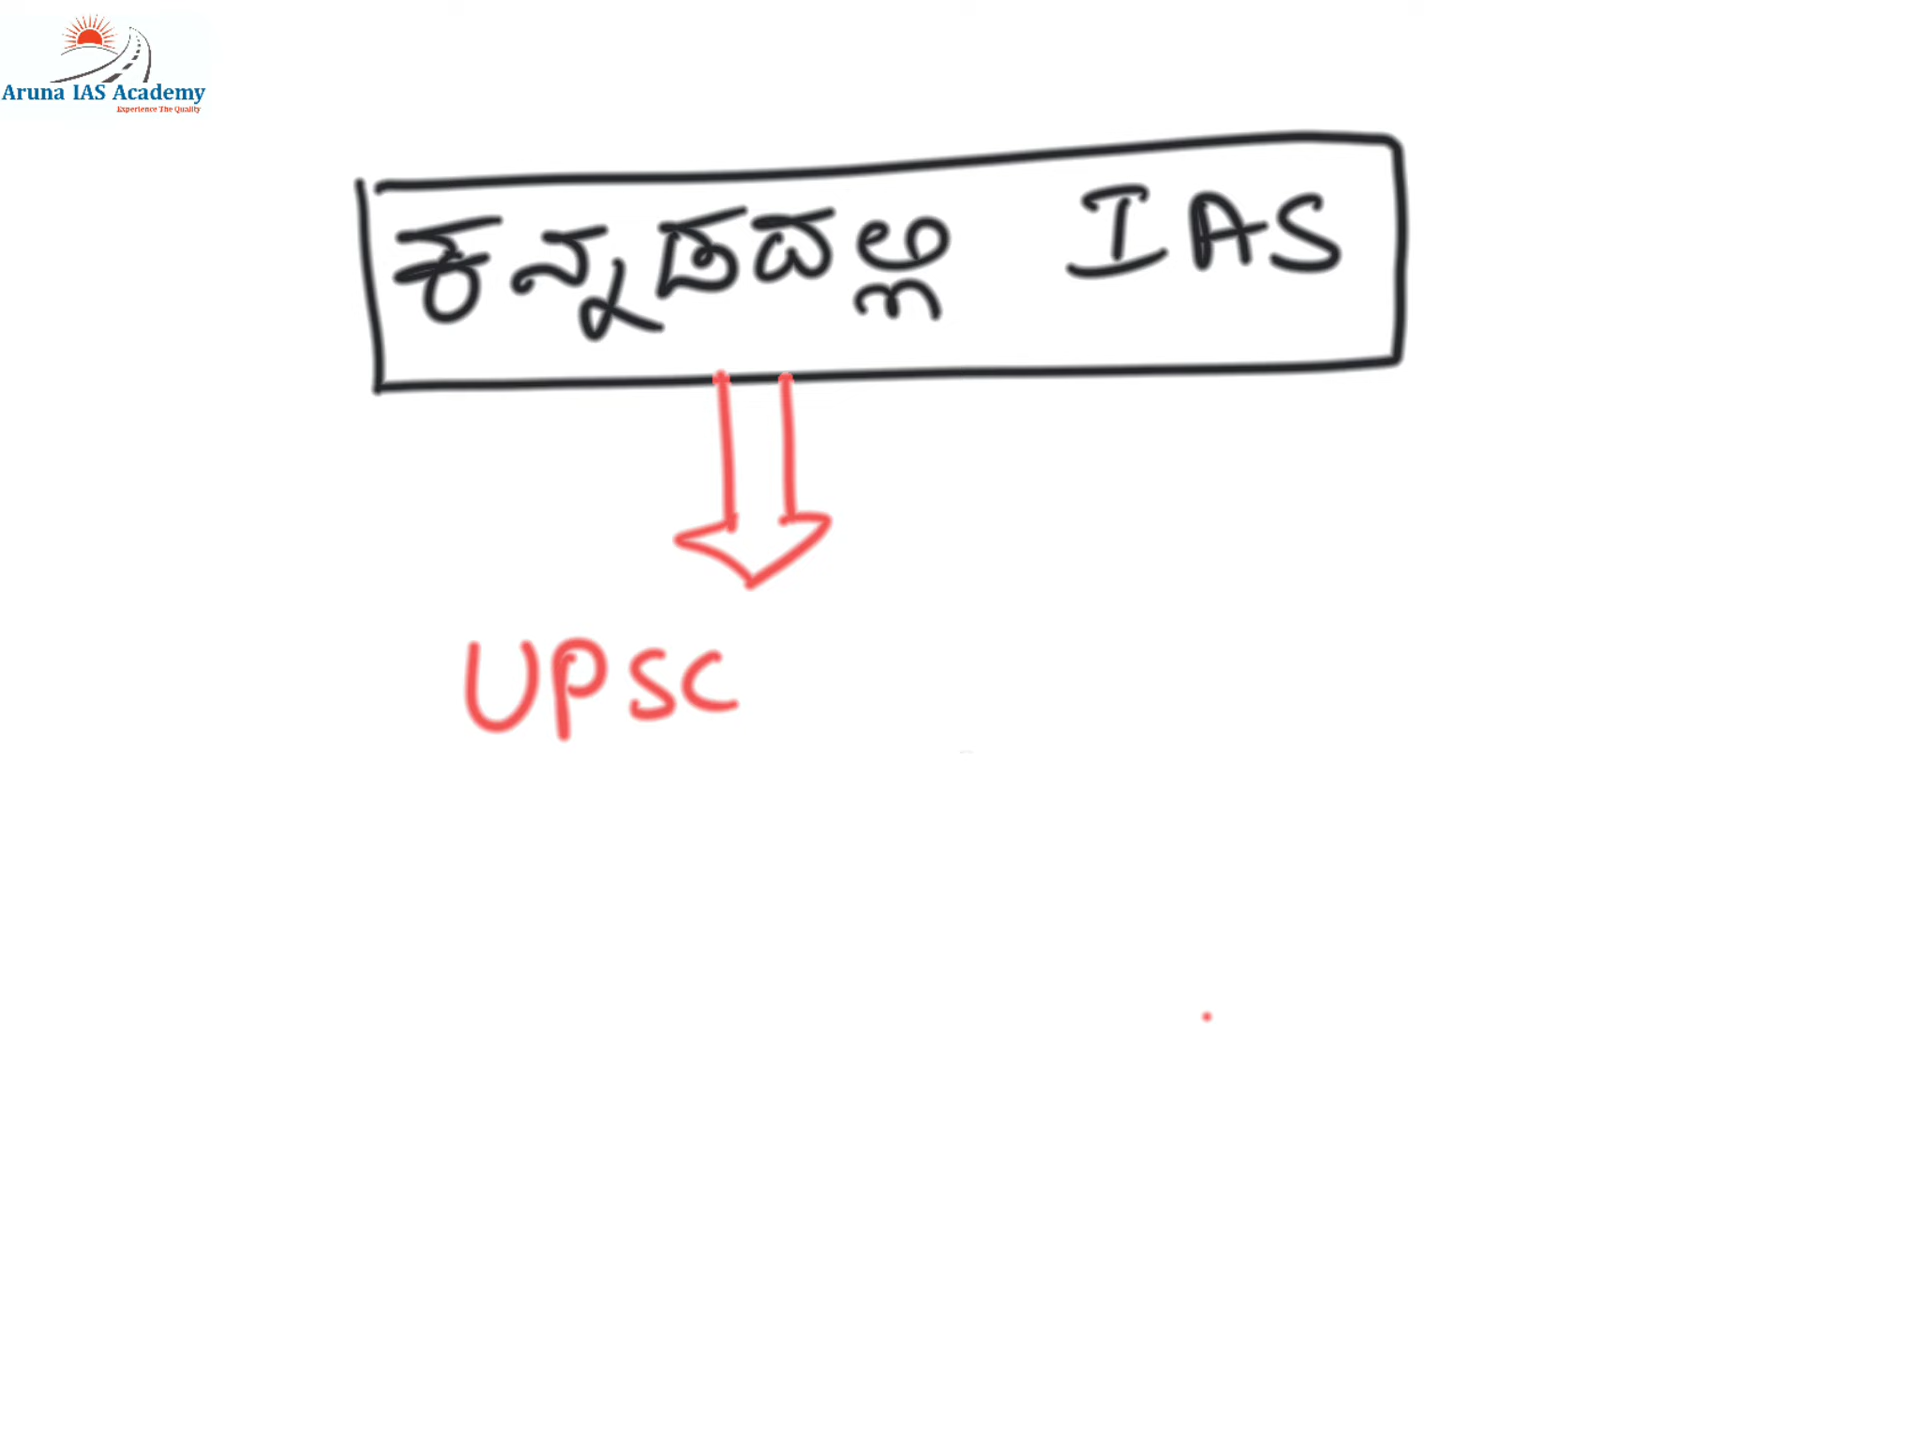 Aruna IAS Academy
Experience The Quality
ಕನ್ನಡದಲ್ಲಿ IAS
UPSC